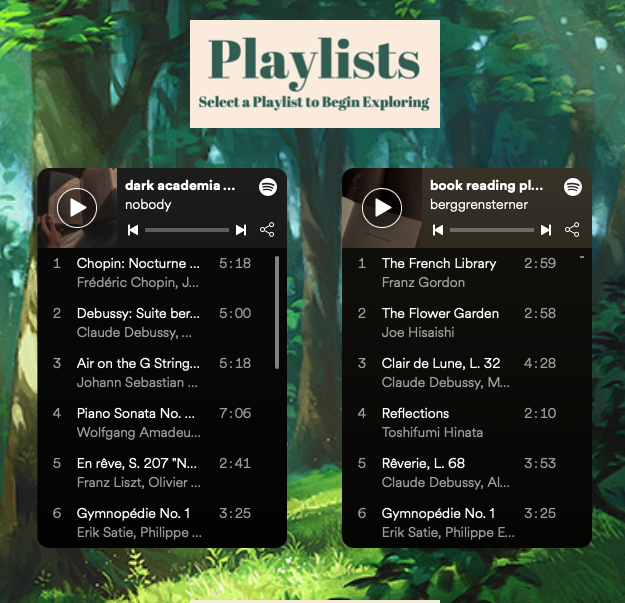 Playlists
Select a Playlist to Begin Exploring
dark academia ...
nobody
1 Chopin: Nocturne ... 5:18
Frédéric Chopin, J...
2 Debussy: Suite ber... 5:00
Claude Debussy, ...
3 Air on the G String... 5:18
Johann Sebastian ...
4 Piano Sonata No. ... 7:06
Wolfgang Amadeu...
5 En rêve, S. 207 "N... 2:41
Franz Liszt, Olivier ...
6 Gymnopédie No. 1 3:25
Erik Satie, Philippe ...
book reading pl...
berggrensterner
1 The French Library 2:59
Franz Gordon
2 The Flower Garden 2:58
Joe Hisaishi
3 Clair de Lune, L. 32 4:28
Claude Debussy, M...
4 Reflections 2:10
Toshifumi Hinata
5 Rêverie, L. 68 3:53
Claude Debussy, Al...
6 Gymnopédie No. 1 3:25
Erik Satie, Philippe E...